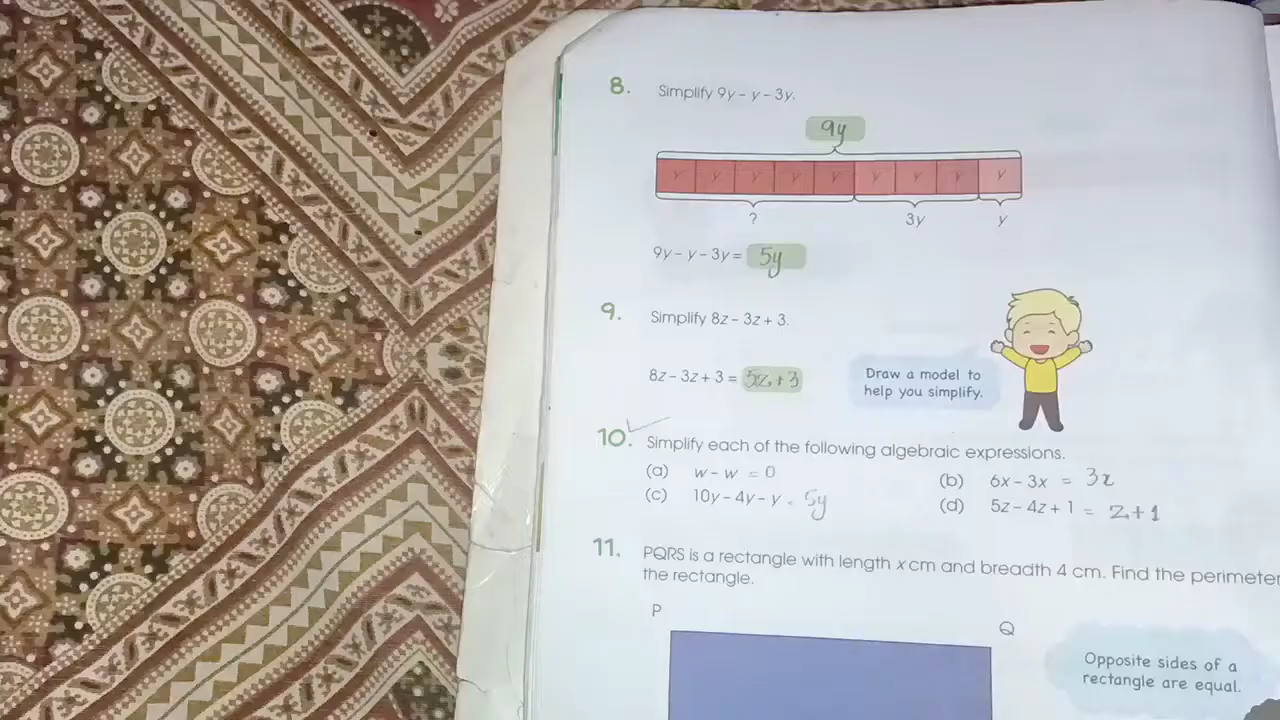 8. Simplify 9y – y – 3y.
9y
y y y y y y y y y
? 3y y
9y – y – 3y = 5y
9. Simplify 8z – 3z + 3.
8z – 3z + 3 = 5z + 3
Draw a model to
help you simplify.
10. Simplify each of the following algebraic expressions.
(a) w – w = 0 (b) 6x – 3x = 3x
(c) 10y – 4y – y = 5y (d) 5z – 4z + 1 = z+1
11. PQRS is a rectangle with length x cm and breadth 4 cm. Find the perimeter
the rectangle.
P Q
Opposite sides of a
rectangle are equal.